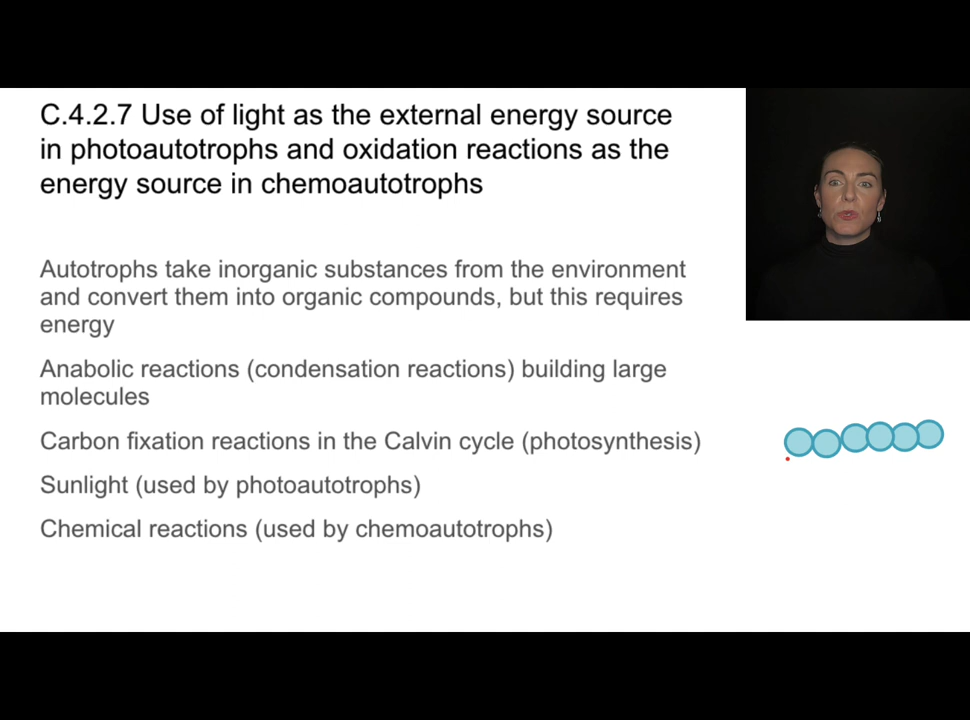 C.4.2.7 Use of light as the external energy source
in photoautotrophs and oxidation reactions as the
energy source in chemoautotrophs
Autotrophs take inorganic substances from the environment
and convert them into organic compounds, but this requires
energy
Anabolic reactions (condensation reactions) building large
molecules
Carbon fixation reactions in the Calvin cycle (photosynthesis)
Sunlight (used by photoautotrophs)
Chemical reactions (used by chemoautotrophs)